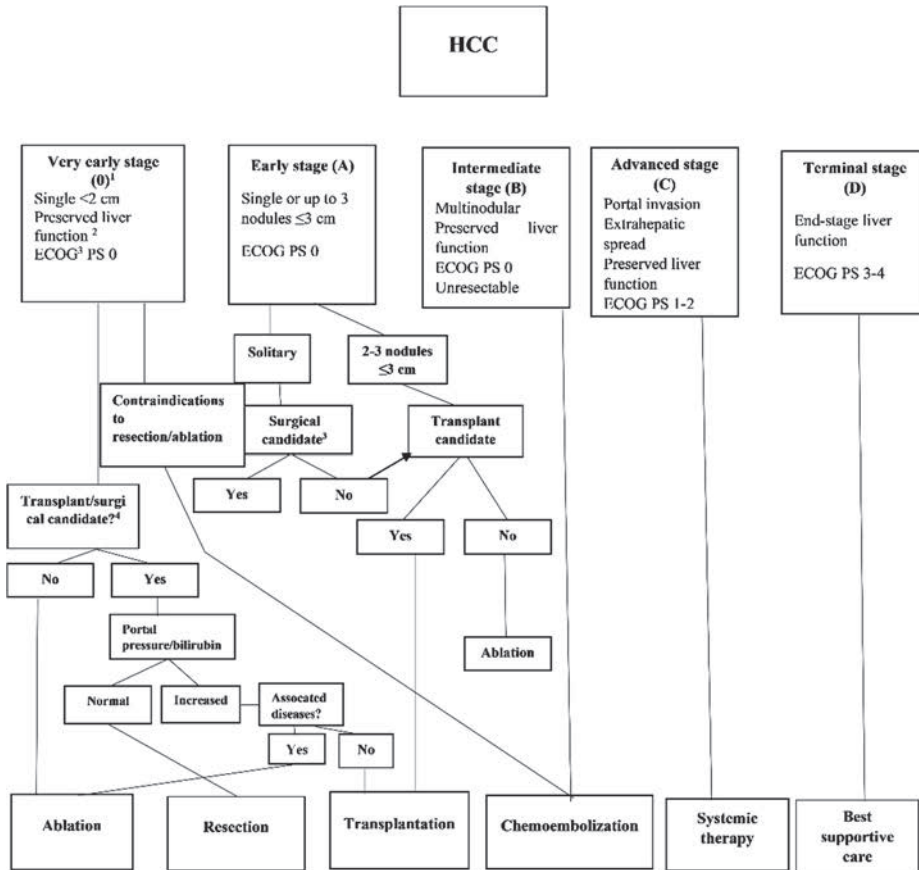 HCC
Very early stage
(0)¹
Single <2 cm
Preserved liver
function ²
ECOG³ PS 0
Early stage (A)
Single or up to 3
nodules ≤3 cm
ECOG PS 0
Intermediate
stage (B)
Multinodular
Preserved liver
function
ECOG PS 0
Unresectable
Advanced stage
(C)
Portal invasion
Extrahepatic
spread
Preserved liver
function
ECOG PS 1-2
Terminal stage
(D)
End-stage liver
function
ECOG PS 3-4
Solitary
2-3 nodules
≤3 cm
Contraindications
to
resection/ablation
Surgical
candidate³
Transplant
candidate
Yes
No
Transplant/surgi
cal candidate?⁴
Yes
No
No
Yes
Portal
pressure/bilirubin
Ablation
Normal
Increased
Assocated
diseases?
Yes
No
Ablation
Resection
Transplantation
Chemoembolization
Systemic
therapy
Best
supportive
care